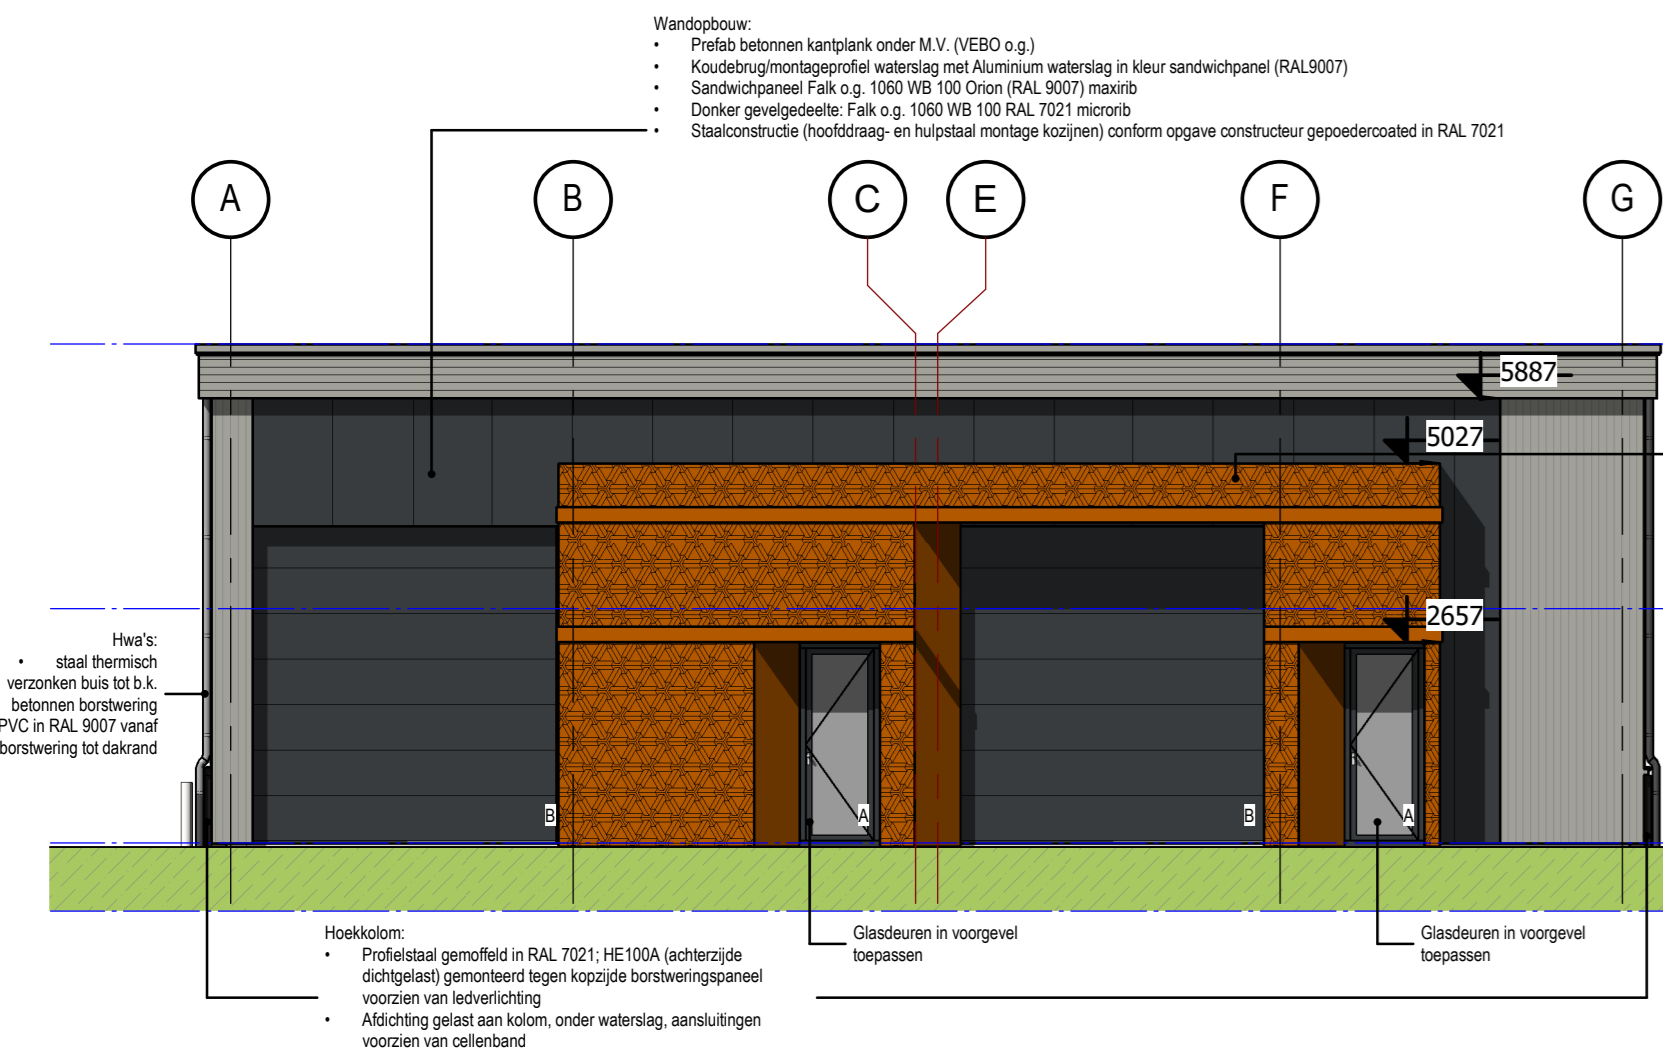 Wandopbouw:
• Prefab betonnen kantplank onder M.V. (VEBO o.g.)
• Koudebrug/montageprofiel waterslag met Aluminium waterslag in kleur sandwichpanel (RAL9007)
• Sandwichpaneel Falk o.g. 1060 WB 100 Orion (RAL 9007) maxirib
• Donker gevelgedeelte: Falk o.g. 1060 WB 100 RAL 7021 microrib
• Staalconstructie (hoofddraag- en hulpstaal montage kozijnen) conform opgave constructeur gepoedercoated in RAL 7021
A B C E F G
5887
5027
2657
Hwa's:
• staal thermisch
verzonken buis tot b.k.
betonnen borstwering
PVC in RAL 9007 vanaf
borstwering tot dakrand
B A B A
Hoekkolom:
• Profielstaal gemoffeld in RAL 7021; HE100A (achterzijde
dichtgelast) gemonteerd tegen kopzijde borstweringspaneel
voorzien van ledverlichting
• Afdichting gelast aan kolom, onder waterslag, aansluitingen
voorzien van cellenband
Glasdeuren in voorgevel
toepassen
Glasdeuren in voorgevel
toepassen